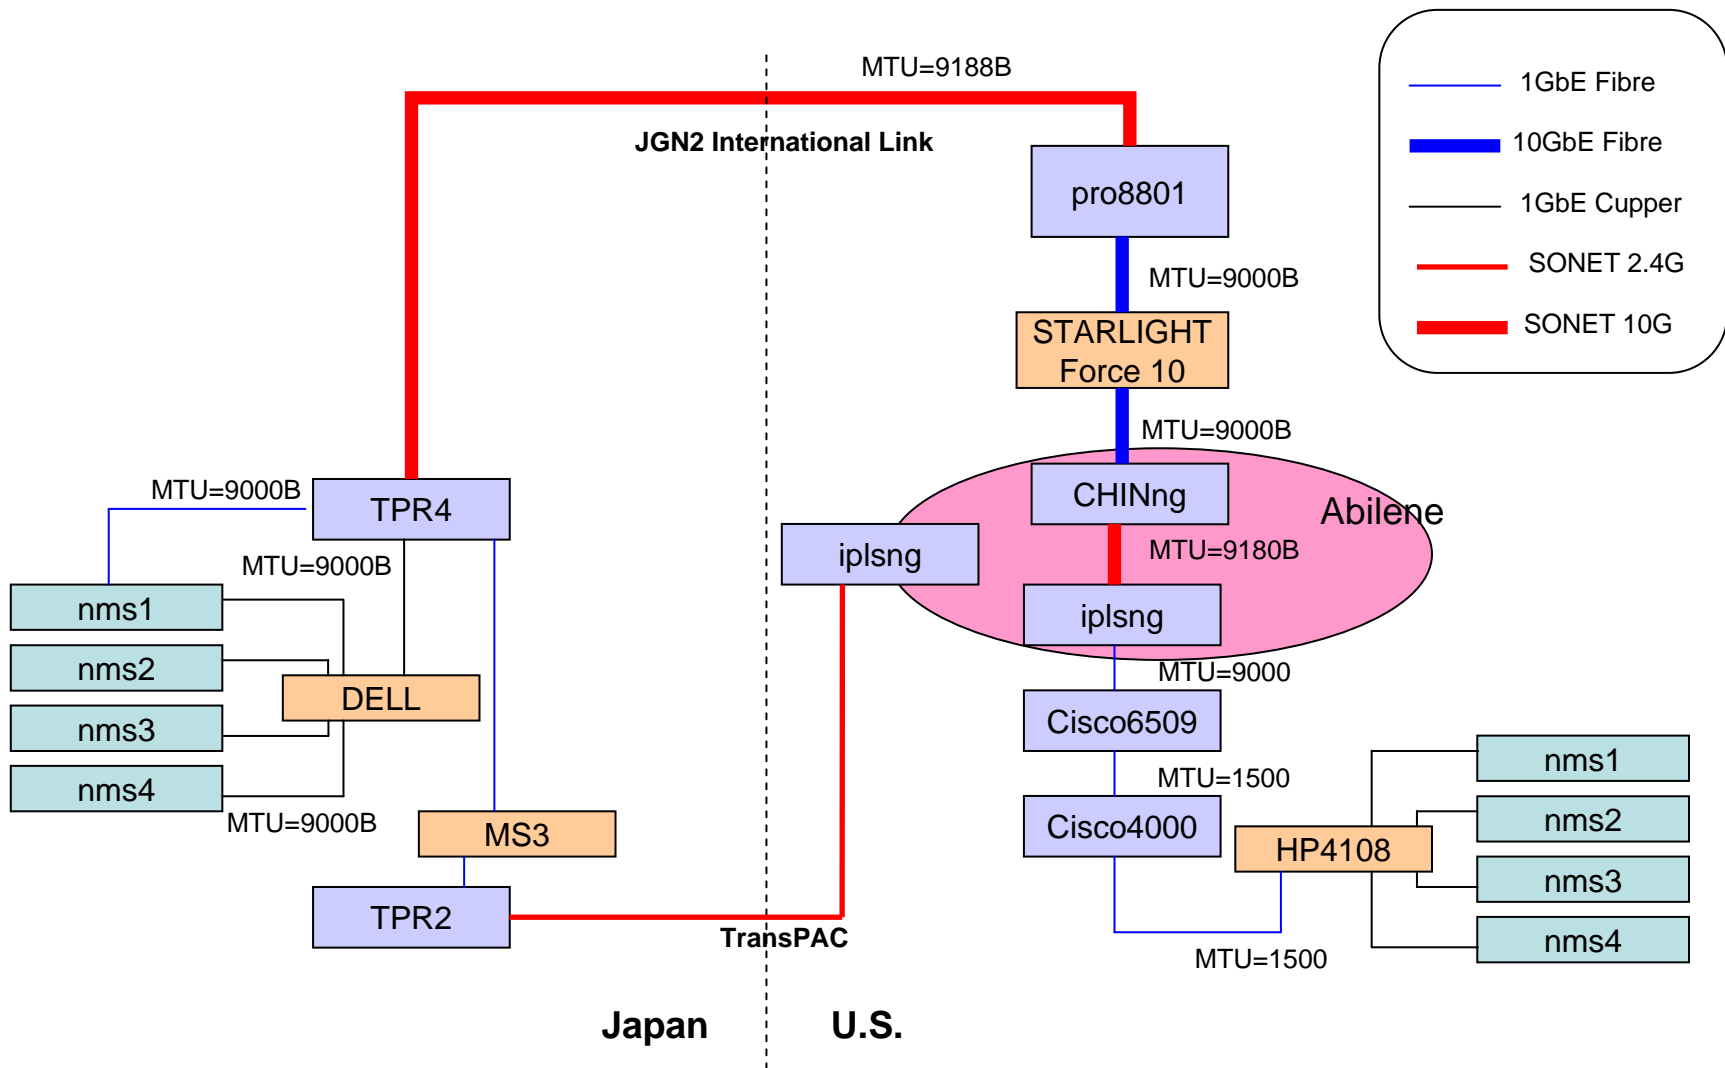 MTU=9188B
JGN2 International Link
1GbE Fibre
10GbE Fibre
1GbE Cupper
SONET 2.4G
SONET 10G
pro8801
MTU=9000B
STARLIGHT
Force 10
MTU=9000B
CHINng
Abilene
MTU=9180B
iplsng
iplsng
MTU=9000
Cisco6509
MTU=1500
Cisco4000
MTU=1500
HP4108
nms1
nms2
nms3
nms4
MTU=9000B
TPR4
MTU=9000B
nms1
nms2
nms3
nms4
DELL
MTU=9000B
MS3
TPR2
TransPAC
Japan
U.S.